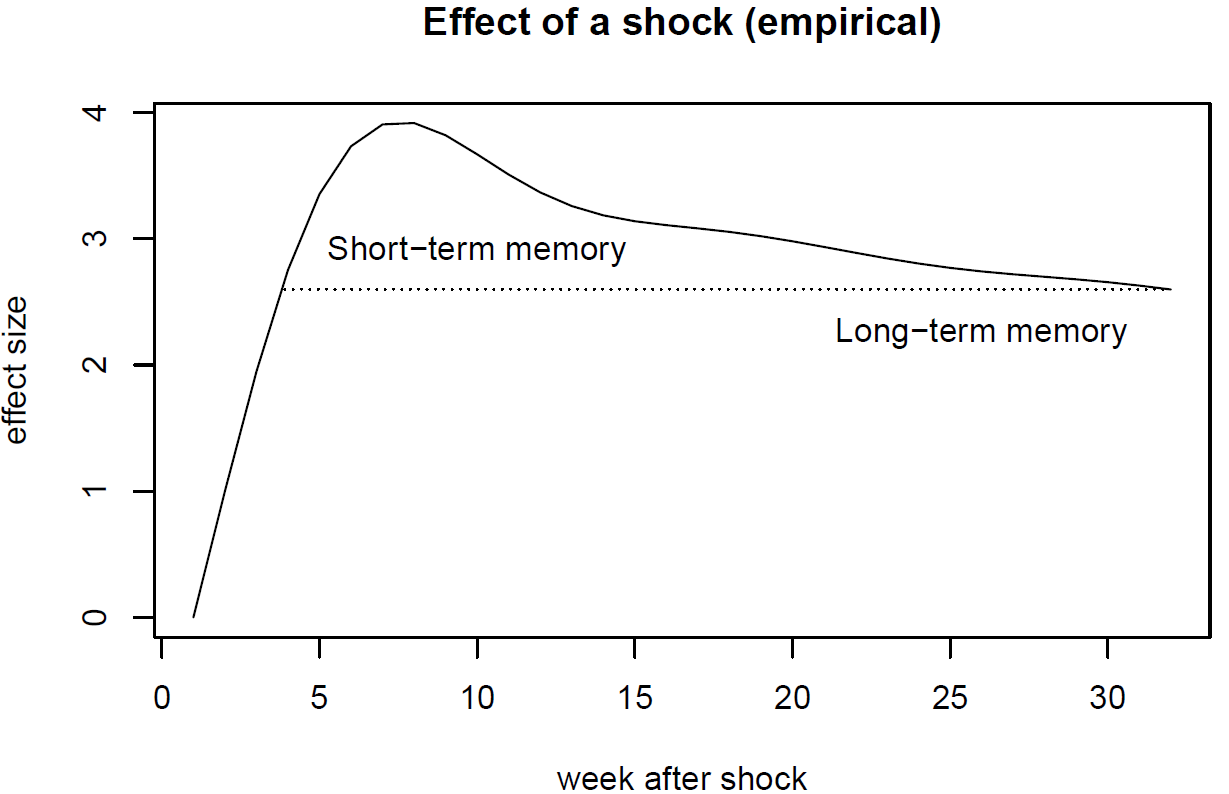 Effect of a shock (empirical)
4
3
2
1
0
effect size
Short−term memory
Long−term memory
0 5 10 15 20 25 30
week after shock